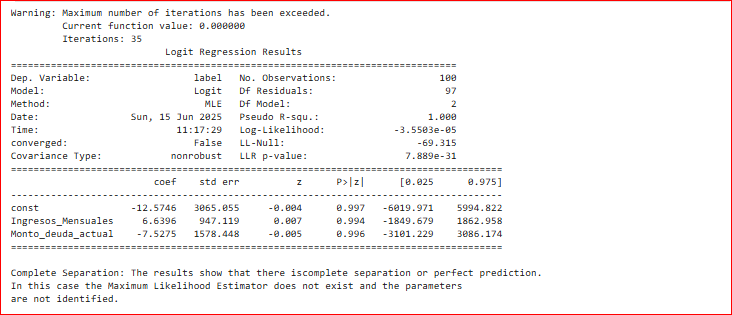 Warning: Maximum number of iterations has been exceeded.
         Current function value: 0.000000
         Iterations: 35
                           Logit Regression Results
==============================================================================
Dep. Variable:                  label   No. Observations:                  100
Model:                          Logit   Df Residuals:                       97
Method:                           MLE   Df Model:                            2
Date:                Sun, 15 Jun 2025   Pseudo R-squ.:                   1.000
Time:                        11:17:29   Log-Likelihood:            -3.5503e-05
converged:                      False   LL-Null:                       -69.315
Covariance Type:            nonrobust   LLR p-value:                 7.889e-31
======================================================================================
                         coef    std err          z      P>|z|      [0.025      0.975]
--------------------------------------------------------------------------------------
const                -12.5746   3065.055     -0.004      0.997   -6019.971    5994.822
Ingresos_Mensuales     6.6396    947.119      0.007      0.994   -1849.679    1862.958
Monto_deuda_actual    -7.5275   1578.448     -0.005      0.996   -3101.229    3086.174
======================================================================================
Complete Separation: The results show that there iscomplete separation or perfect prediction.
In this case the Maximum Likelihood Estimator does not exist and the parameters
are not identified.